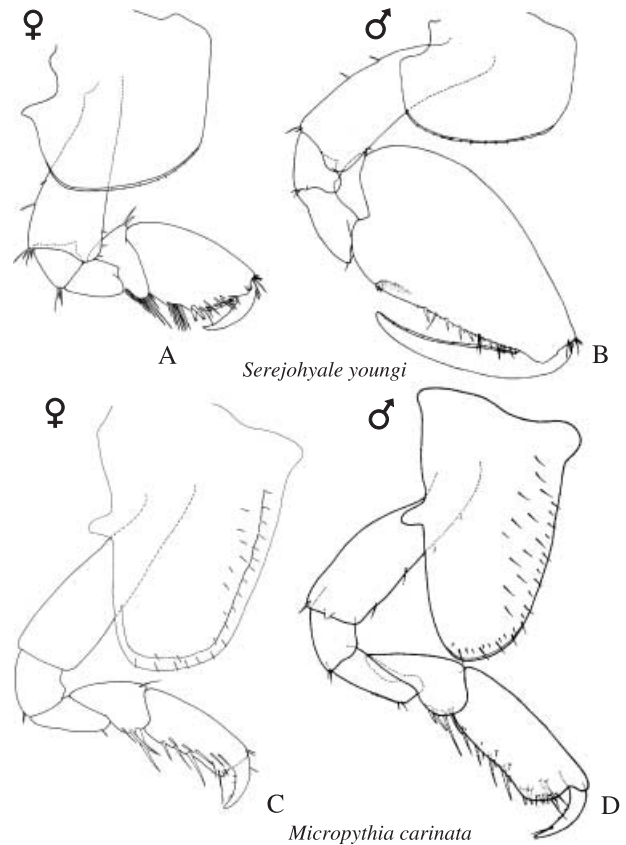 ♀ ♂
A B
Serejohyale youngi
♀ ♂
C D
Micropythia carinata